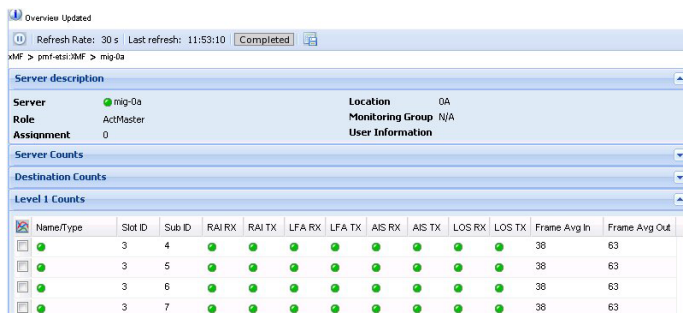 Overview Updated
Refresh Rate: 30 s Last refresh: 11:53:10 Completed
xMF > pmf-etsi:XMF > mig-0a
Server description
Server mig-0a Location 0A
Role ActMaster Monitoring Group N/A
Assignment 0 User Information
Server Counts
Destination Counts
Level 1 Counts
Name/Type Slot ID Sub ID RAI RX RAI TX LFA RX LFA TX AIS RX AIS TX LOS RX LOS TX Frame Avg In Frame Avg Out
3 4 38 63
3 5 38 63
3 6 38 63
3 7 38 63